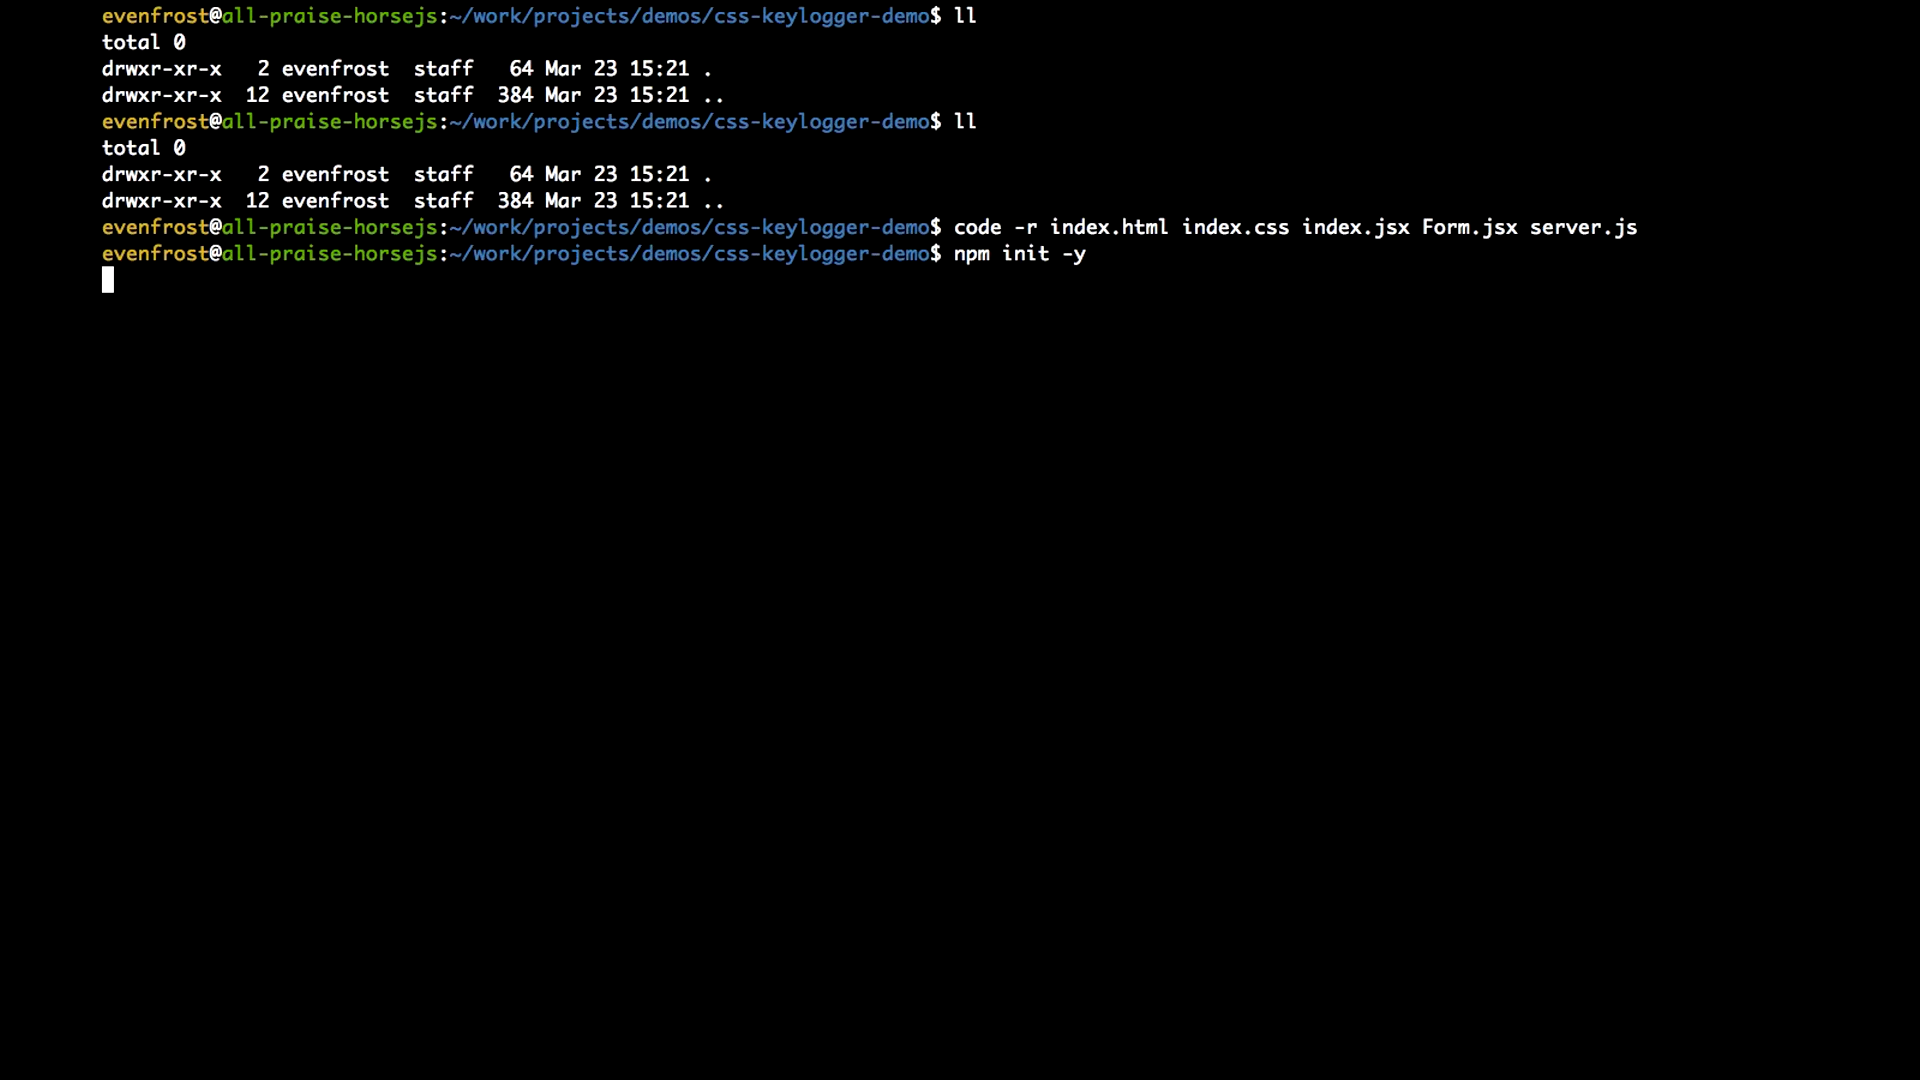 evenfrost@all-praise-horsejs:~/work/projects/demos/css-keylogger-demo$ ll
total 0
drwxr-xr-x   2 evenfrost  staff   64 Mar 23 15:21 .
drwxr-xr-x  12 evenfrost  staff  384 Mar 23 15:21 ..
evenfrost@all-praise-horsejs:~/work/projects/demos/css-keylogger-demo$ ll
total 0
drwxr-xr-x   2 evenfrost  staff   64 Mar 23 15:21 .
drwxr-xr-x  12 evenfrost  staff  384 Mar 23 15:21 ..
evenfrost@all-praise-horsejs:~/work/projects/demos/css-keylogger-demo$ code -r index.html index.css index.jsx Form.jsx server.js
evenfrost@all-praise-horsejs:~/work/projects/demos/css-keylogger-demo$ npm init -y